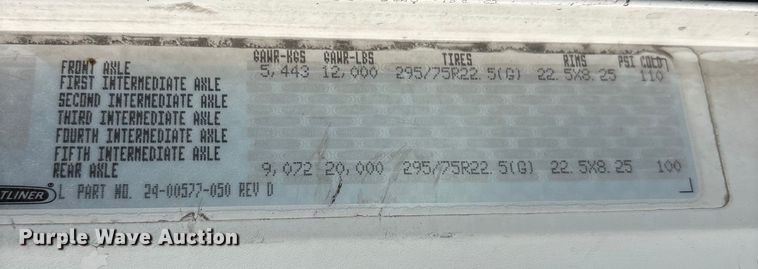 GAWR-KGS GAWR-LBS TIRES RIMS PSI COLD
FRONT AXLE 5,443 12,000 295/75R22.5(G) 22.5X8.25 110
FIRST INTERMEDIATE AXLE
SECOND INTERMEDIATE AXLE
THIRD INTERMEDIATE AXLE
FOURTH INTERMEDIATE AXLE
FIFTH INTERMEDIATE AXLE
REAR AXLE 9,072 20,000 295/75R22.5(G) 22.5X8.25 100
TLINER L PART NO. 24-00577-050 REV D
Purple Wave Auction